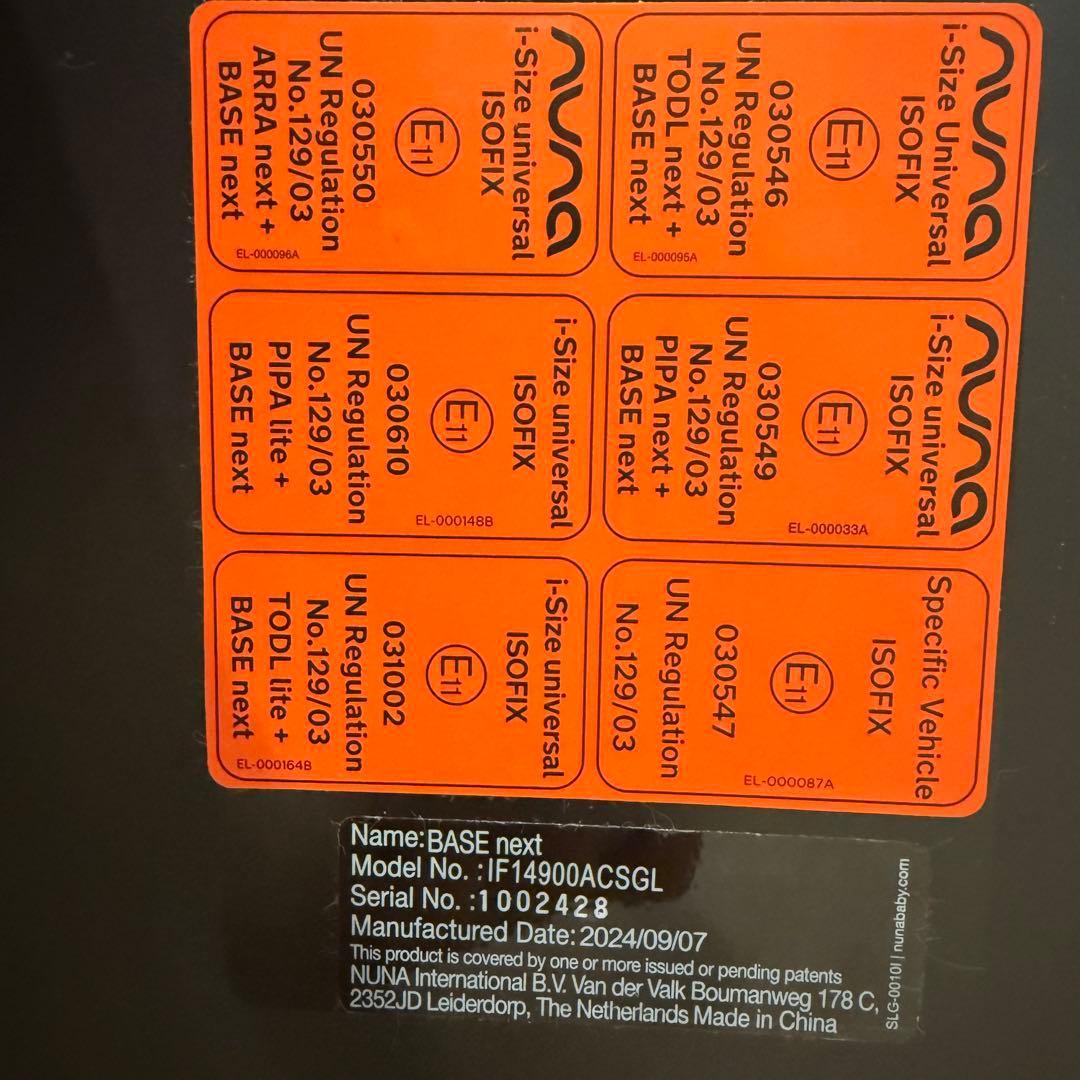 nuna
i-Size Universal
ISOFIX
E11
030546
UN Regulation
No.129/03
TODL next +
BASE next
EL-000095A
nuna
i-Size universal
ISOFIX
E11
030549
UN Regulation
No.129/03
PIPA next +
BASE next
EL-000033A
Specific Vehicle
ISOFIX
E11
030547
UN Regulation
No.129/03
EL-000087A
nuna
i-Size universal
ISOFIX
E11
030550
UN Regulation
No.129/03
ARRA next +
BASE next
EL-000096A
i-Size universal
ISOFIX
E11
030610
UN Regulation
No.129/03
PIPA lite +
BASE next
EL-000148B
i-Size universal
ISOFIX
E11
031002
UN Regulation
No.129/03
TODL lite +
BASE next
EL-000164B
Name:BASE next
Model No. :IF14900ACSGL
Serial No. :1002428
Manufactured Date: 2024/09/07
This product is covered by one or more issued or pending patents
NUNA International B.V. Van der Valk Boumanweg 178 C,
2352JD Leiderdorp, The Netherlands Made in China
SLG-0010I | nunababy.com